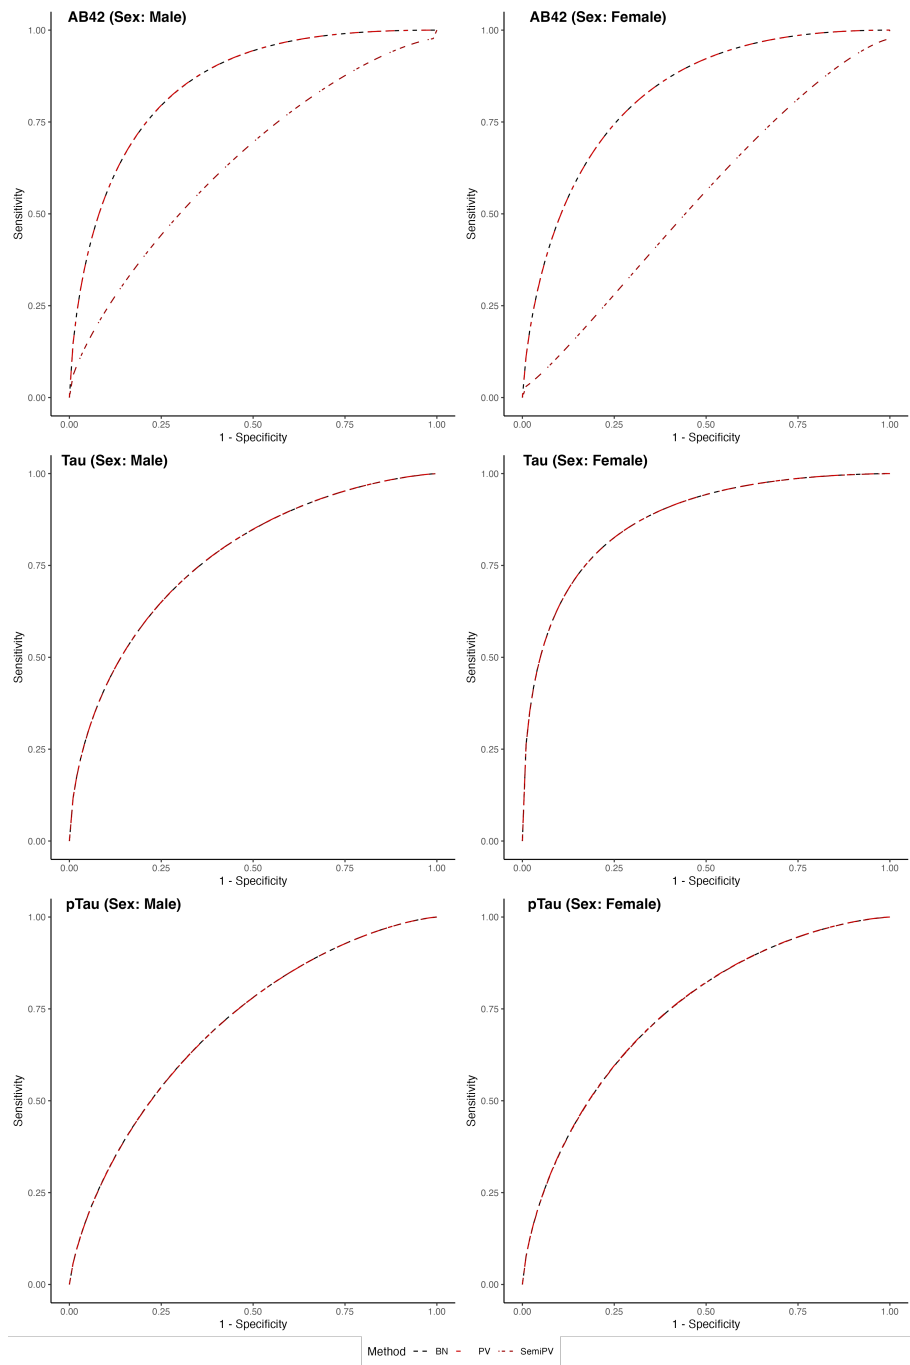 AB42 (Sex: Male)
1.00
0.75
0.50
0.25
0.00
Sensitivity
0.00 0.25 0.50 0.75 1.00
1 - Specificity
AB42 (Sex: Female)
1.00
0.75
0.50
0.25
0.00
Sensitivity
0.00 0.25 0.50 0.75 1.00
1 - Specificity
Tau (Sex: Male)
1.00
0.75
0.50
0.25
0.00
Sensitivity
0.00 0.25 0.50 0.75 1.00
1 - Specificity
Tau (Sex: Female)
1.00
0.75
0.50
0.25
0.00
Sensitivity
0.00 0.25 0.50 0.75 1.00
1 - Specificity
pTau (Sex: Male)
1.00
0.75
0.50
0.25
0.00
Sensitivity
0.00 0.25 0.50 0.75 1.00
1 - Specificity
pTau (Sex: Female)
1.00
0.75
0.50
0.25
0.00
Sensitivity
0.00 0.25 0.50 0.75 1.00
1 - Specificity
Method BN PV SemiPV